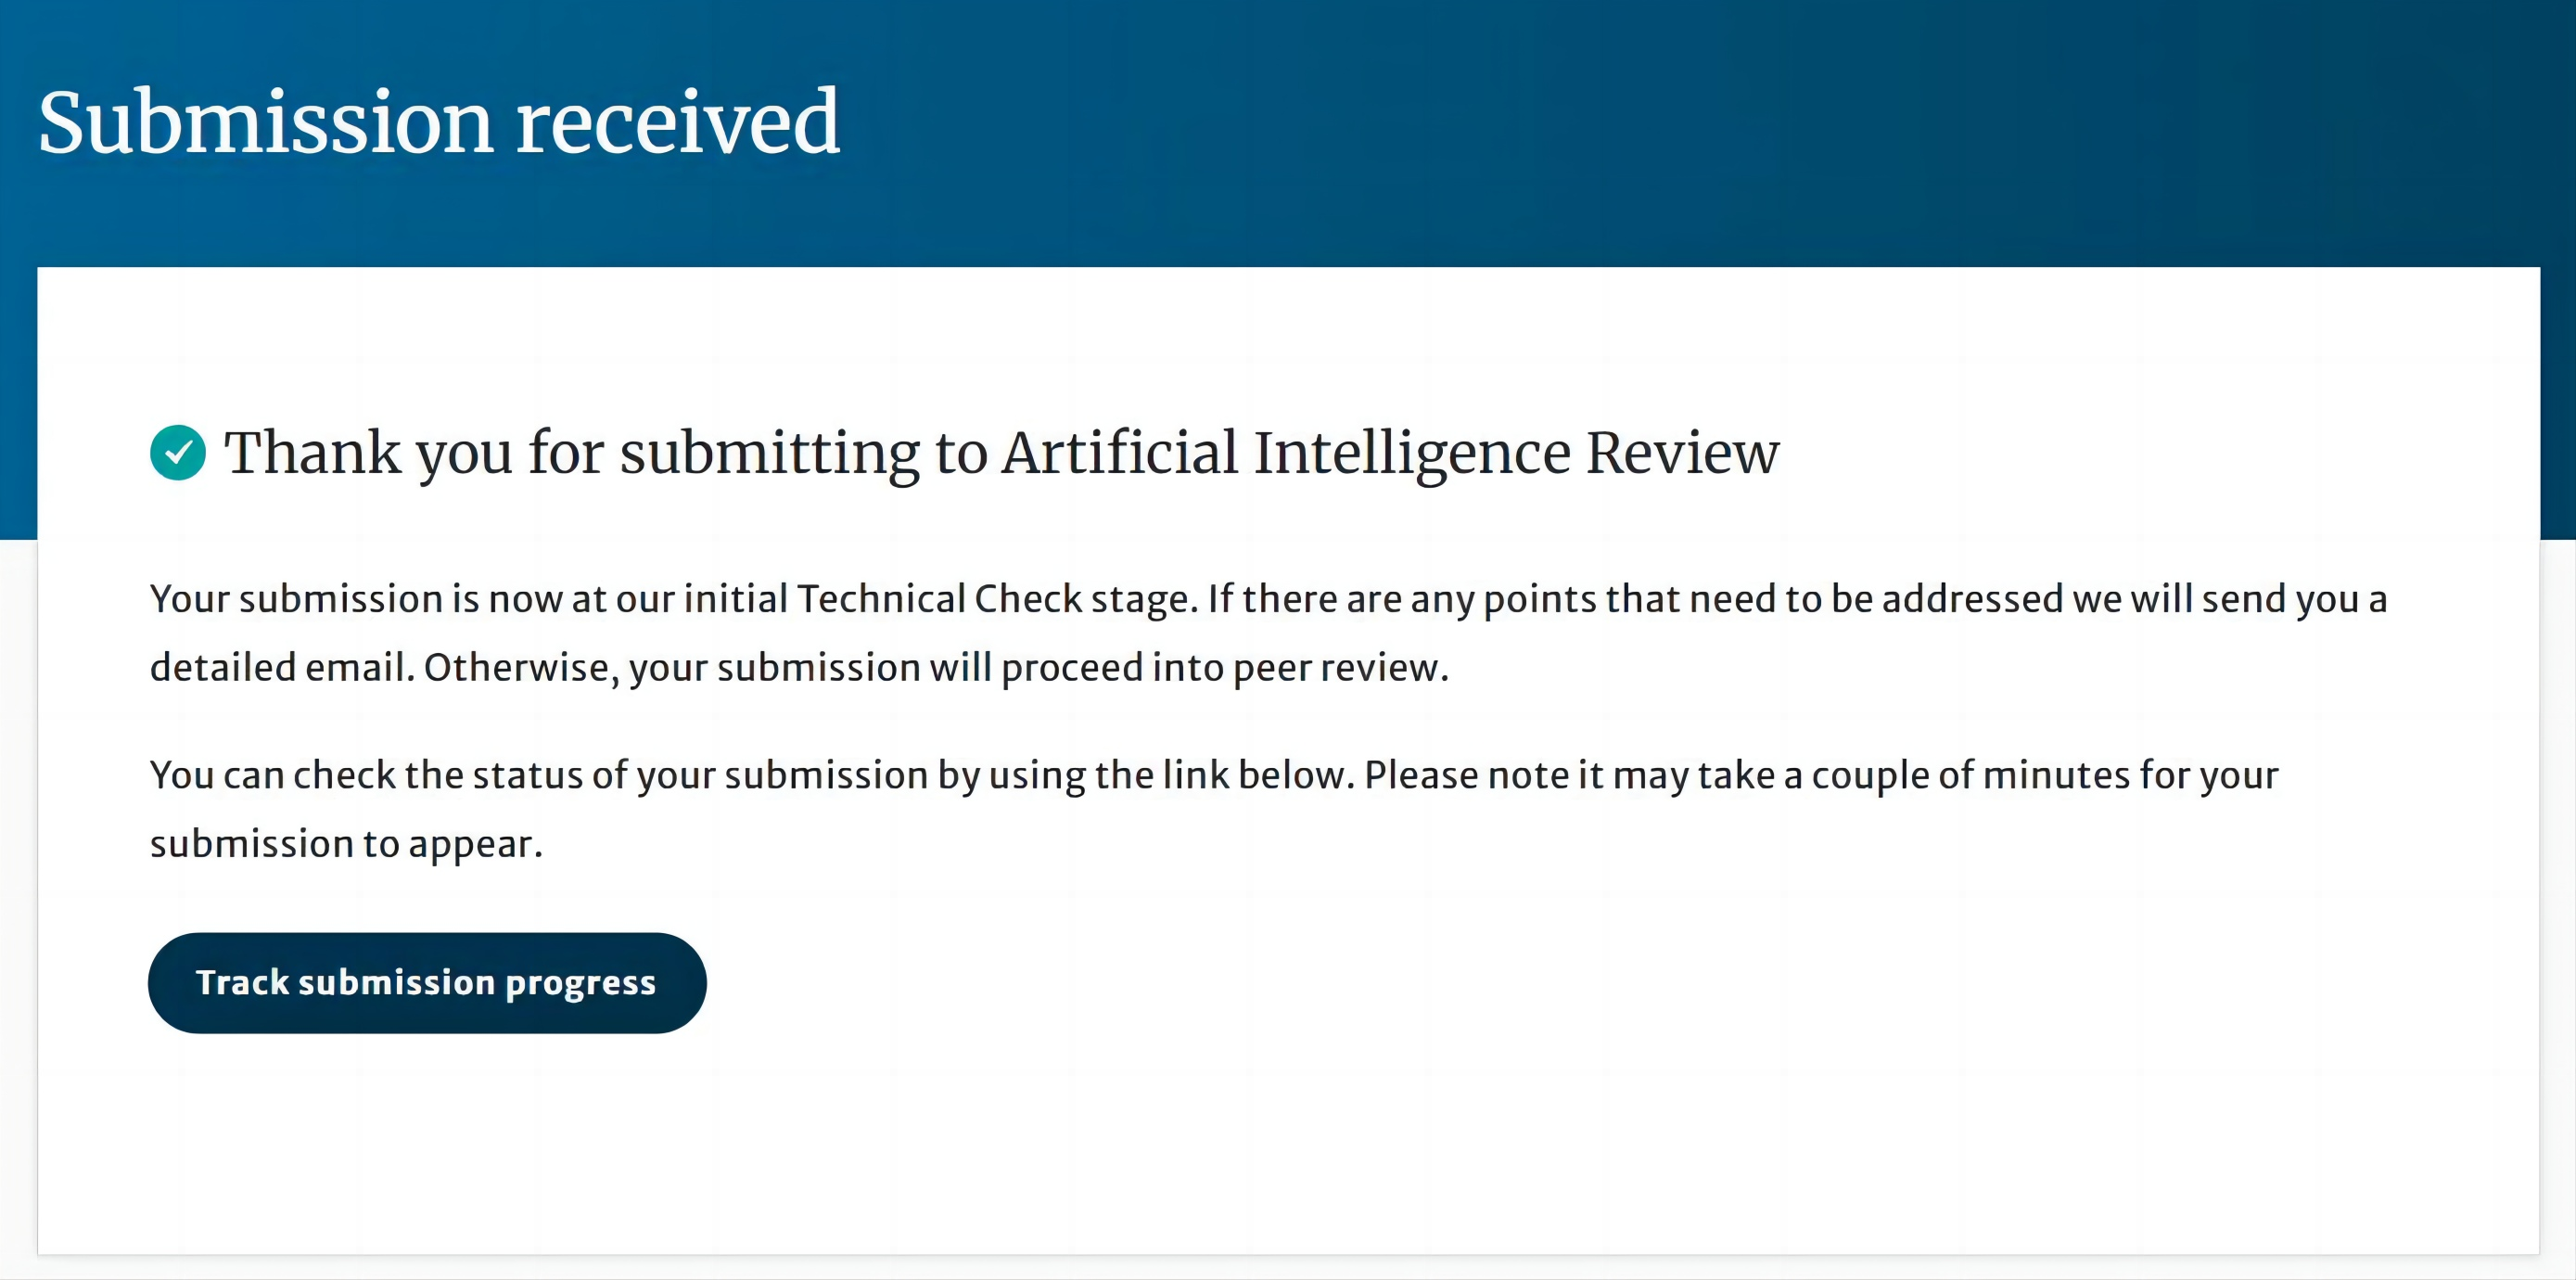 Submission received
Thank you for submitting to Artificial Intelligence Review
Your submission is now at our initial Technical Check stage. If there are any points that need to be addressed we will send you a
detailed email. Otherwise, your submission will proceed into peer review.
You can check the status of your submission by using the link below. Please note it may take a couple of minutes for your
submission to appear.
Track submission progress